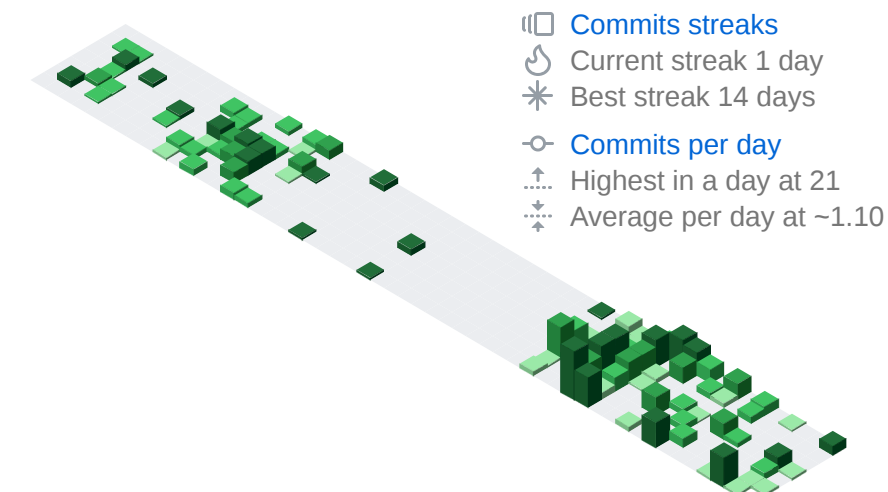 Commits streaks
Current streak 1 day
Best streak 14 days
Commits per day
Highest in a day at 21
Average per day at ~1.10